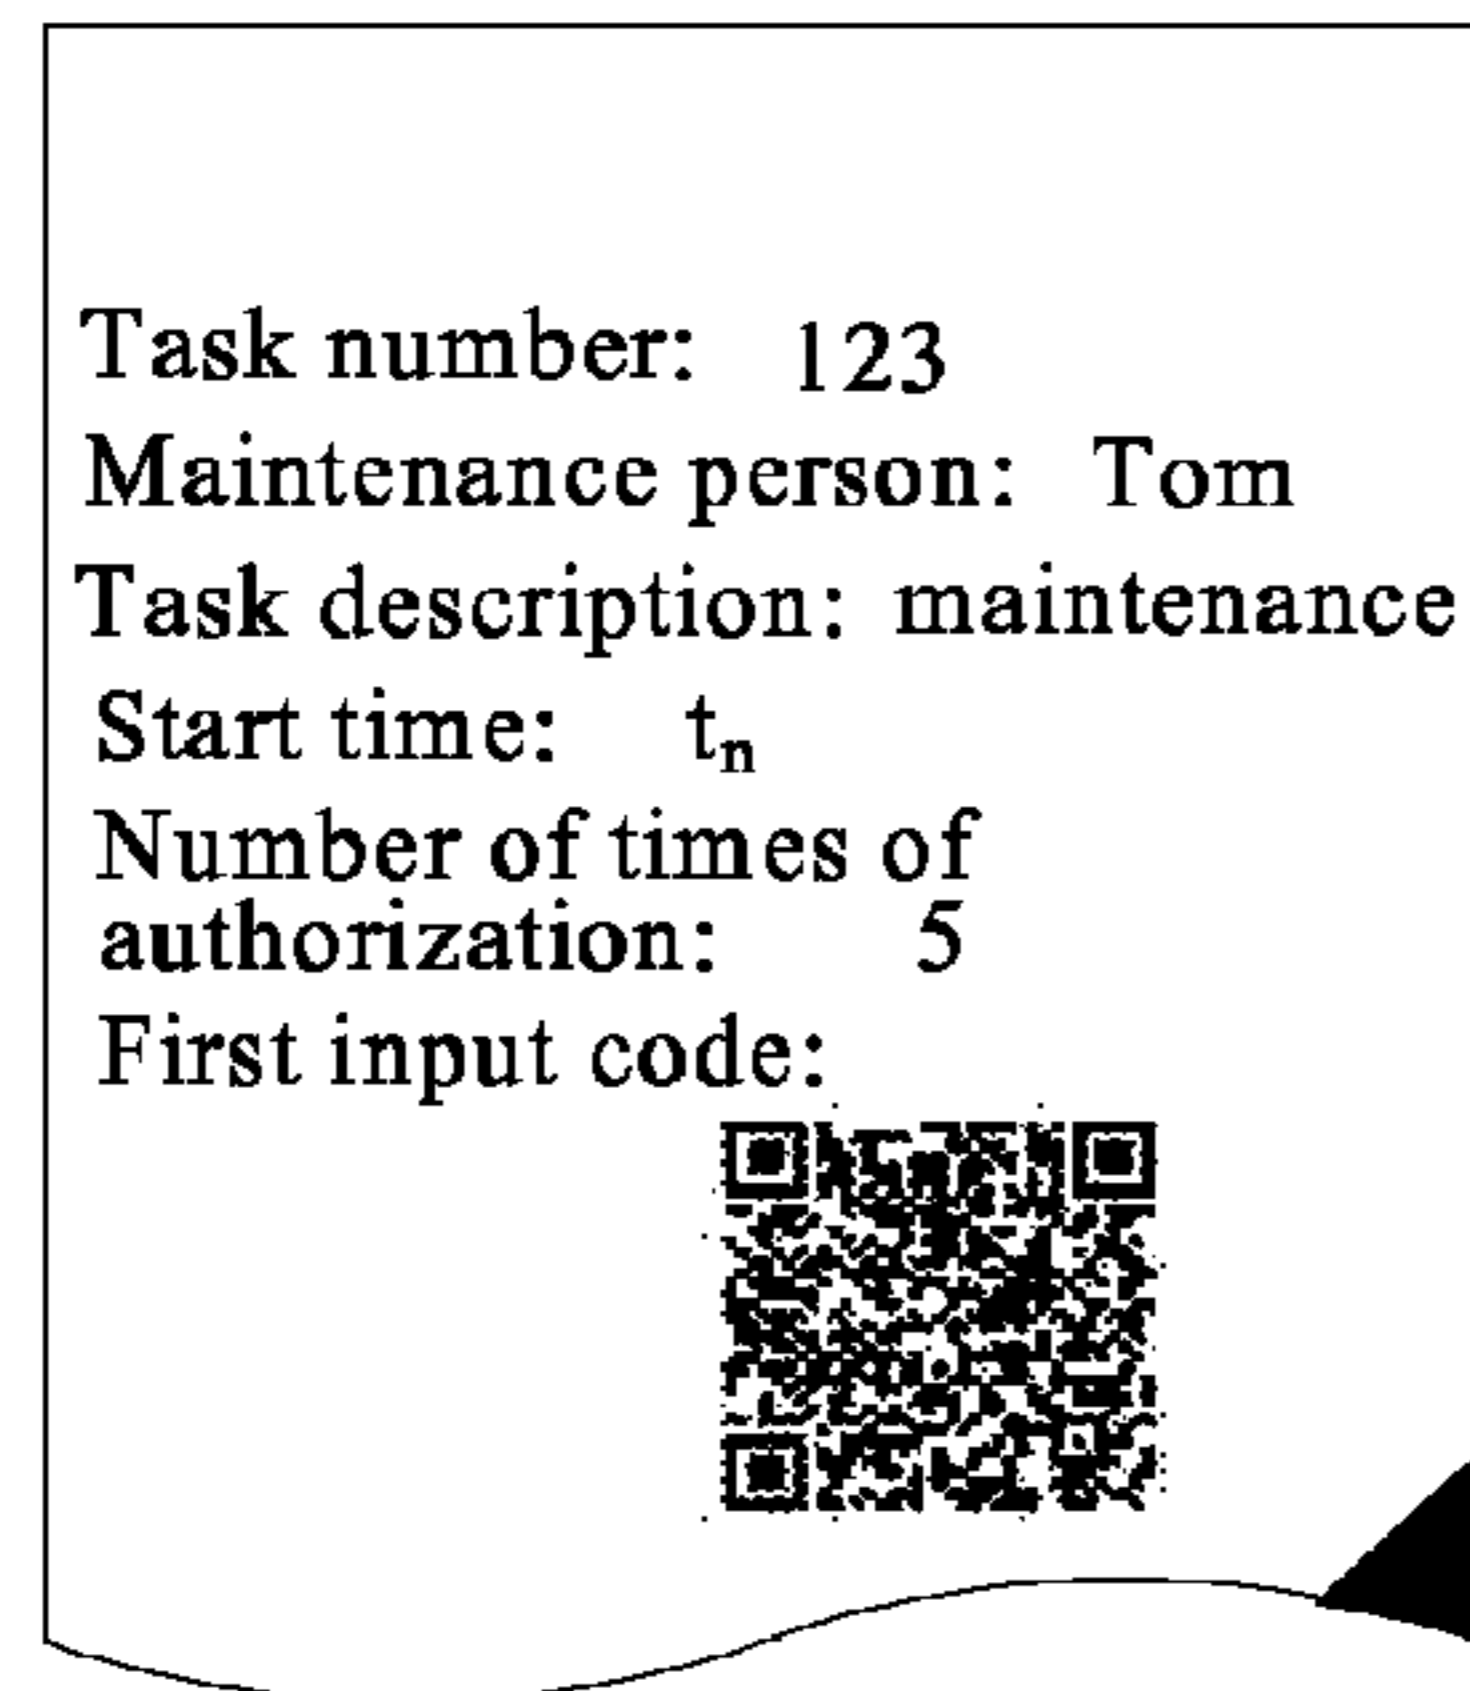 Task number: 123
Maintenance person: Tom
Task description: maintenance
Start time: tₙ
Number of times of
authorization: 5
First input code: